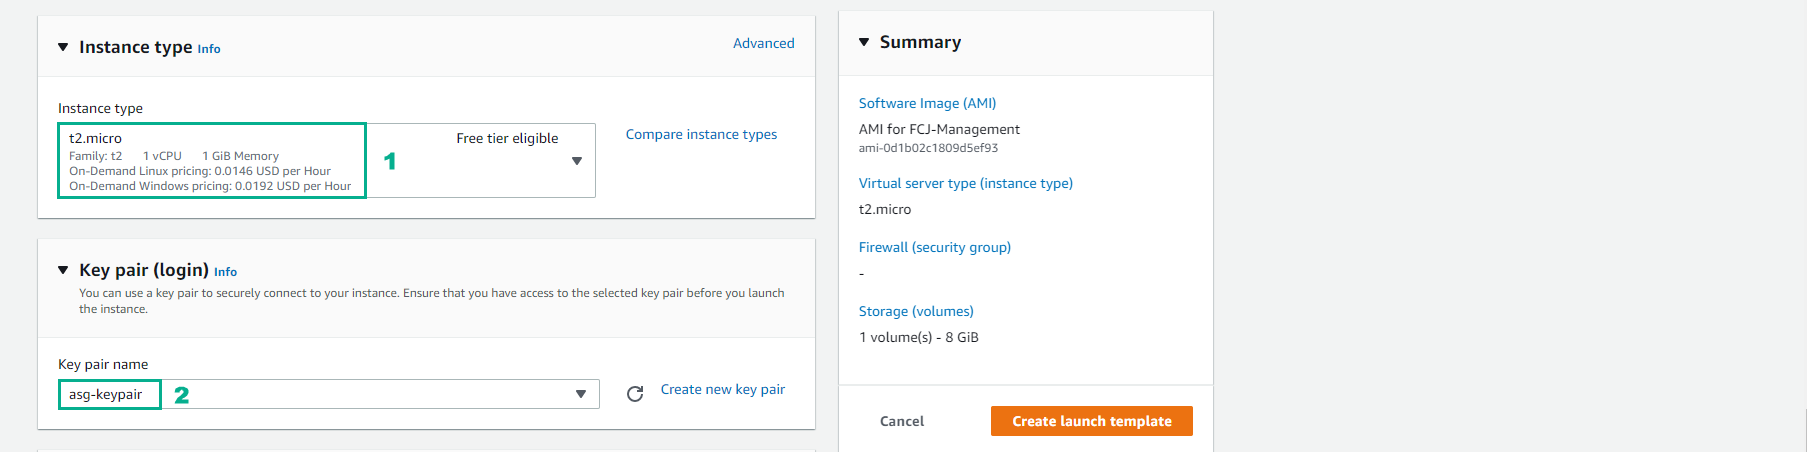 Instance type Info
Advanced
Instance type
t2.micro
Free tier eligible
Family: t2 1 vCPU 1 GiB Memory
On-Demand Linux pricing: 0.0146 USD per Hour
On-Demand Windows pricing: 0.0192 USD per Hour
1
Compare instance types
Key pair (login) Info
You can use a key pair to securely connect to your instance. Ensure that you have access to the selected key pair before you launch
the instance.
Key pair name
asg-keypair
2
Create new key pair
Summary
Software Image (AMI)
AMI for FCJ-Management
ami-0d1b02c1809d5ef93
Virtual server type (instance type)
t2.micro
Firewall (security group)
-
Storage (volumes)
1 volume(s) - 8 GiB
Cancel
Create launch template